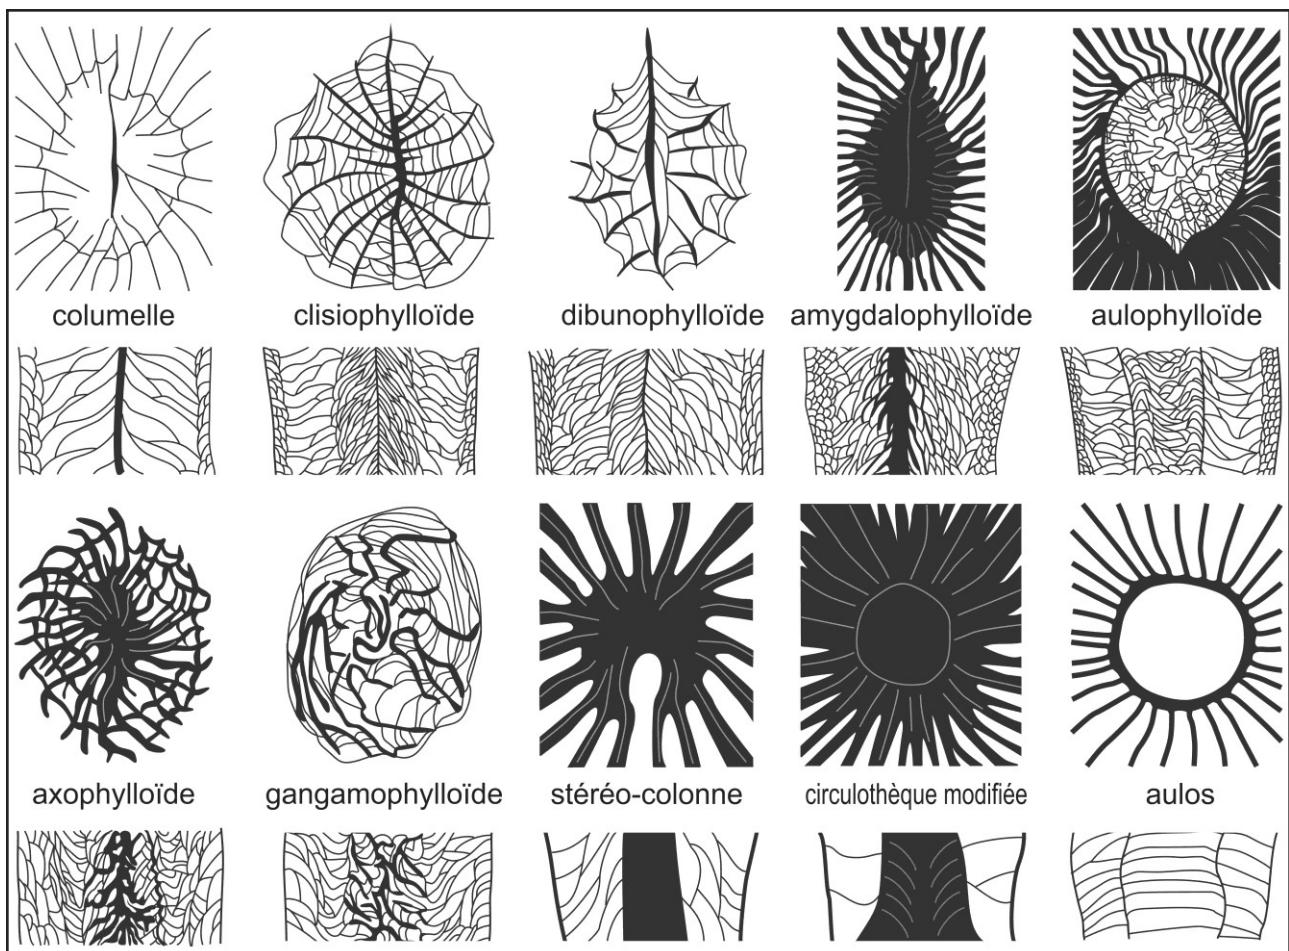 columelle clisiophylloïde dibunophylloïde amygdalophylloïde aulophylloïde
axophylloïde gangamophylloïde stéréo-colonne circulothèque modifiée aulos